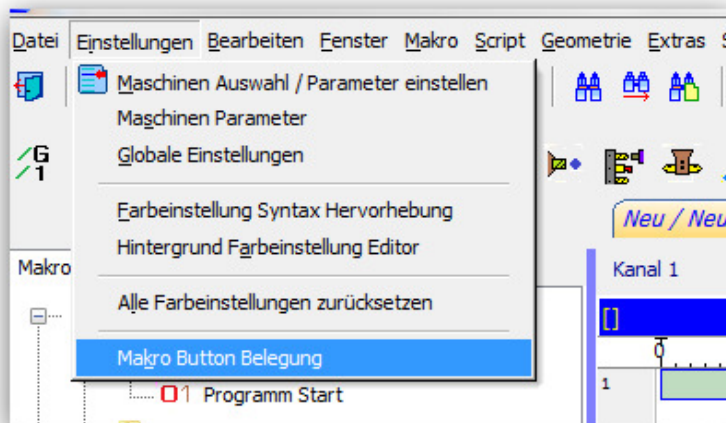 Datei Einstellungen Bearbeiten Fenster Makro Script Geometrie Extras
Maschinen Auswahl / Parameter einstellen
Maschinen Parameter
G
1
Globale Einstellungen
Farbeinstellung Syntax Hervorhebung
Neu / Neu
Hintergrund Farbeinstellung Editor
Makro
Kanal 1
Alle Farbeinstellungen zurücksetzen
[]
0
Makro Button Belegung
1
01 Programm Start